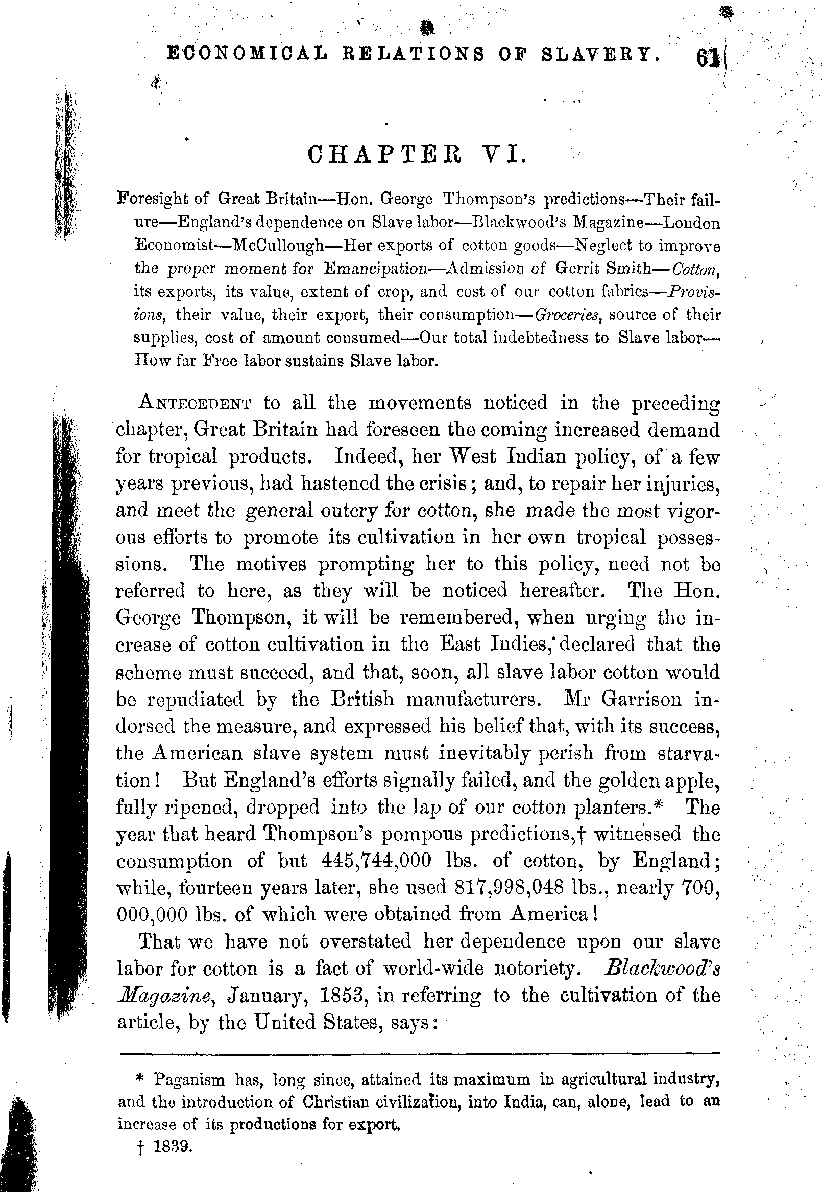 ECONOMICAL RELATIONS OF SLAVERY. 61
CHAPTER VI.
Foresight of Great Britain—Hon. George Thompson's predictions—Their fail-
ure—England's dependence on Slave labor—Blackwood's Magazine—London
Economist—McCullough—Her exports of cotton goods—Neglect to improve
the proper moment for Emancipation—Admission of Gerrit Smith—Cotton,
its exports, its value, extent of crop, and cost of our cotton fabrics—Provis-
ions, their value, their export, their consumption—Groceries, source of their
supplies, cost of amount consumed—Our total indebtedness to Slave labor—
How far Free labor sustains Slave labor.
ANTECEDENT to all the movements noticed in the preceding
chapter, Great Britain had foreseen the coming increased demand
for tropical products. Indeed, her West Indian policy, of a few
years previous, had hastened the crisis; and, to repair her injuries,
and meet the general outcry for cotton, she made the most vigor-
ous efforts to promote its cultivation in her own tropical posses-
sions. The motives prompting her to this policy, need not be
referred to here, as they will be noticed hereafter. The Hon.
George Thompson, it will be remembered, when urging the in-
crease of cotton cultivation in the East Indies, declared that the
scheme must succeed, and that, soon, all slave labor cotton would
be repudiated by the British manufacturers. Mr Garrison in-
dorsed the measure, and expressed his belief that, with its success,
the American slave system must inevitably perish from starva-
tion! But England's efforts signally failed, and the golden apple,
fully ripened, dropped into the lap of our cotton planters.* The
year that heard Thompson's pompous predictions,† witnessed the
consumption of but 445,744,000 lbs. of cotton, by England;
while, fourteen years later, she used 817,998,048 lbs., nearly 700,
000,000 lbs. of which were obtained from America!
That we have not overstated her dependence upon our slave
labor for cotton is a fact of world-wide notoriety. Blackwood's
Magazine, January, 1853, in referring to the cultivation of the
article, by the United States, says:
* Paganism has, long since, attained its maximum in agricultural industry,
and the introduction of Christian civilization, into India, can, alone, lead to an
increase of its productions for export.
† 1839.